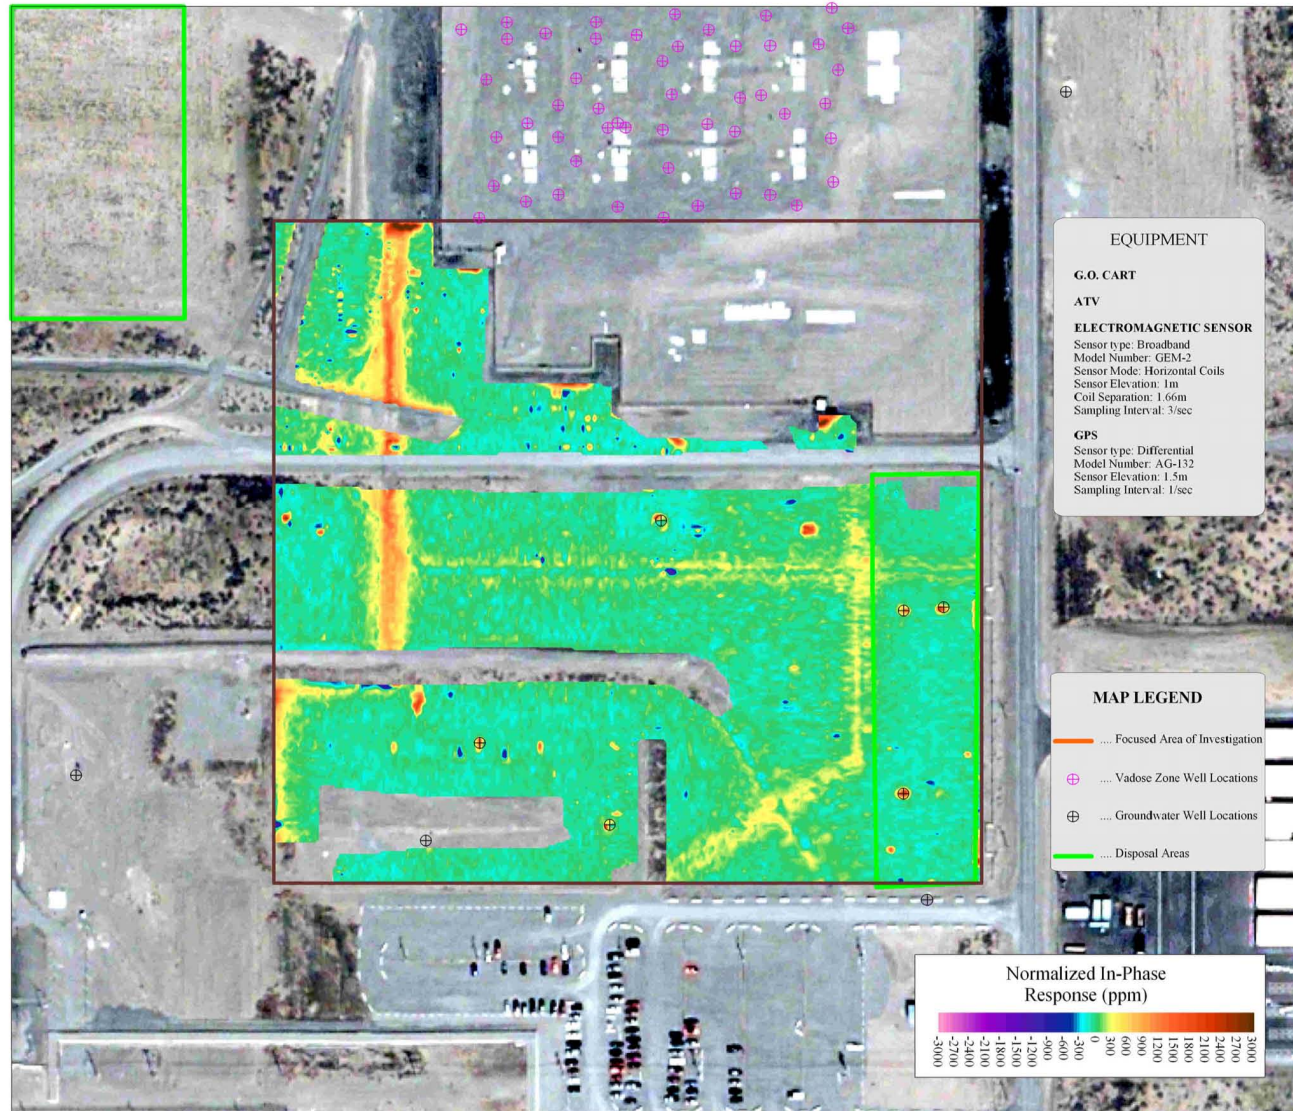 EQUIPMENT
G.O. CART
ATV
ELECTROMAGNETIC SENSOR
Sensor type: Broadband
Model Number: GEM-2
Sensor Mode: Horizontal Coils
Sensor Elevation: 1m
Coil Separation: 1.66m
Sampling Interval: 3/sec
GPS
Sensor type: Differential
Model Number: AG-132
Sensor Elevation: 1.5m
Sampling Interval: 1/sec
MAP LEGEND
.... Focused Area of Investigation
.... Vadose Zone Well Locations
.... Groundwater Well Locations
.... Disposal Areas
Normalized In-Phase
Response (ppm)
-3000 -2700 -2400 -2100 -1800 -1500 -1200 -900 -600 -300 0 300 600 900 1200 1500 1800 2100 2400 2700 3000